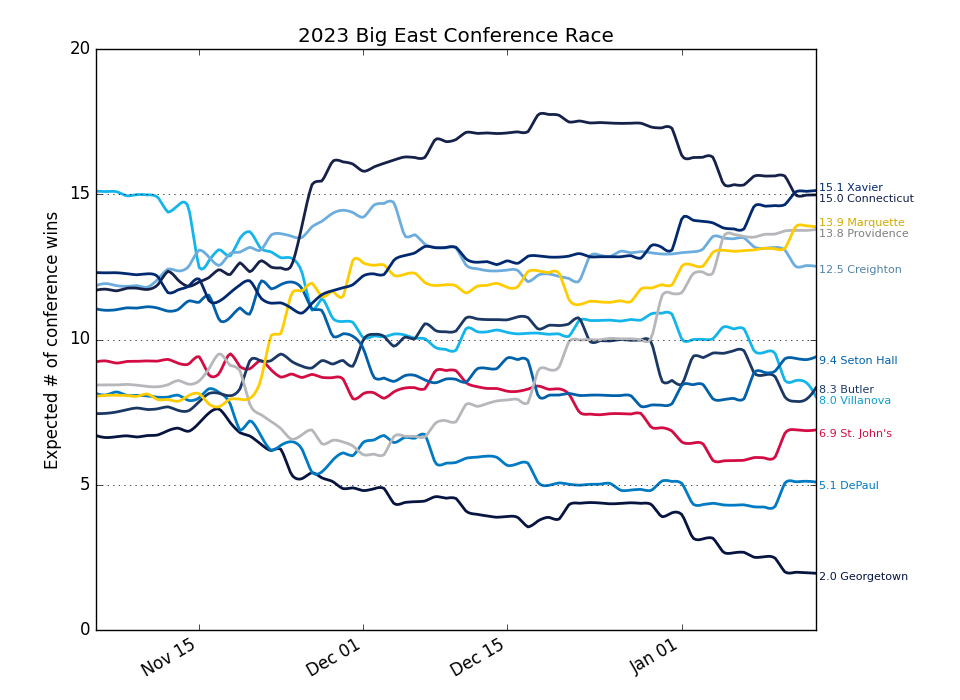 2023 Big East Conference Race
Expected # of conference wins
20
15
10
5
0
Nov 15
Dec 01
Dec 15
Jan 01
15.1 Xavier
15.0 Connecticut
13.9 Marquette
13.8 Providence
12.5 Creighton
9.4 Seton Hall
8.3 Butler
8.0 Villanova
6.9 St. John's
5.1 DePaul
2.0 Georgetown